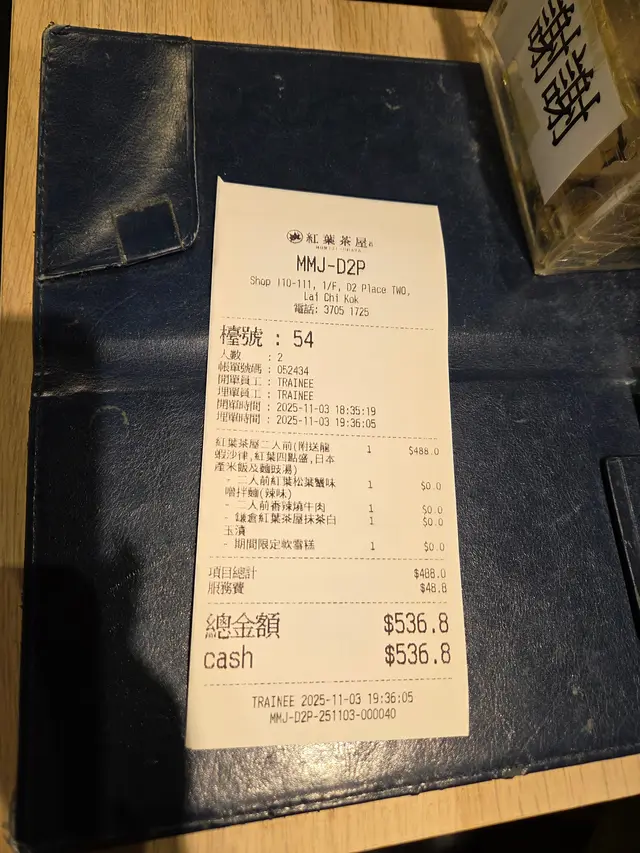 謝謝
紅葉茶屋
MMJ-D2P
Shop 110-111, 1/F, D2 Place TWO,
Lai Chi Kok
電話: 3705 1725
檯號 : 54
人數 : 2
帳單號碼 : 052434
開單員工 : TRAINEE
埋單員工 : TRAINEE
開單時間 : 2025-11-03 18:35:19
埋單時間 : 2025-11-03 19:36:05
紅葉茶屋二人前(附送龍 1 $488.0
蝦沙律,紅葉四點盛,日本
產米飯及麵豉湯)
- 二人前紅葉松葉蟹味 1 $0.0
噌拌麵(辣味)
- 二人前香辣燒牛肉 1 $0.0
- 鎌倉紅葉茶屋抹茶白 1 $0.0
玉漬
- 期間限定軟雪糕 1 $0.0
項目總計 $488.0
服務費 $48.8
總金額 $536.8
cash $536.8
TRAINEE 2025-11-03 19:36:05
MMJ-D2P-251103-000040